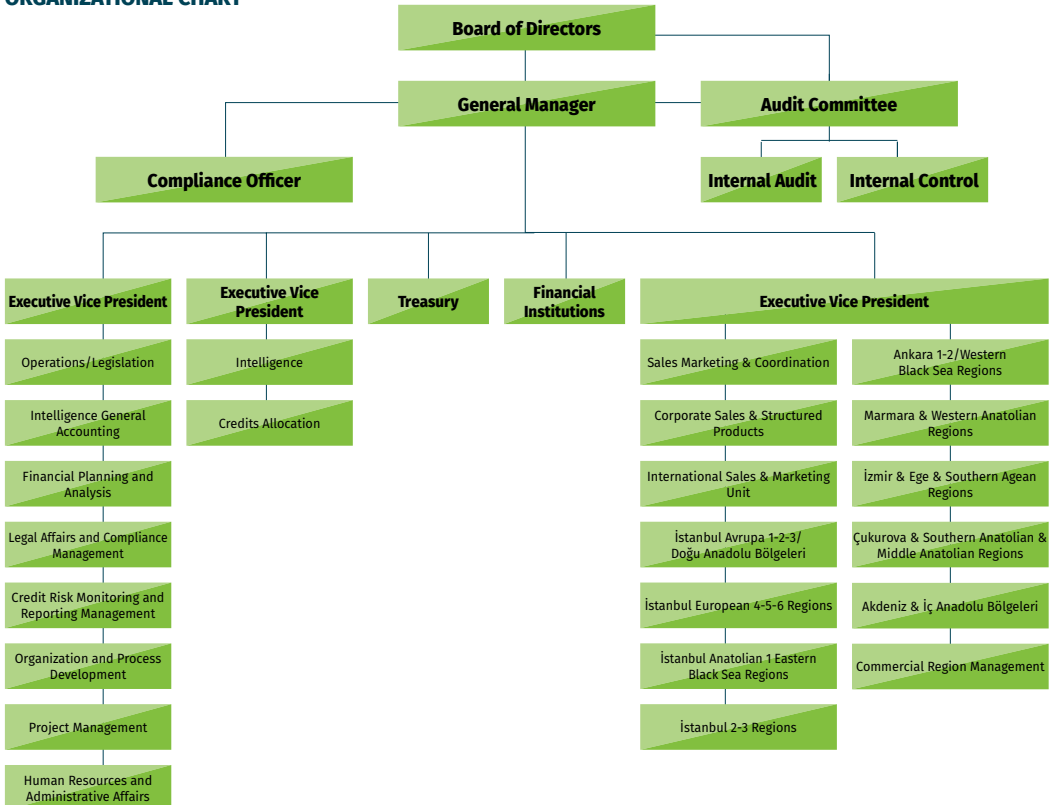 ORGANIZATIONAL CHART
Board of Directors
General Manager
Audit Committee
Compliance Officer
Internal Audit
Internal Control
Executive Vice President
Operations/Legislation
Intelligence General
Accounting
Financial Planning and
Analysis
Legal Affairs and Compliance
Management
Credit Risk Monitoring and
Reporting Management
Organization and Process
Development
Project Management
Human Resources and
Administrative Affairs
Executive Vice
President
Intelligence
Credits Allocation
Treasury
Financial
Institutions
Executive Vice President
Sales Marketing & Coordination
Corporate Sales & Structured
Products
International Sales & Marketing
Unit
İstanbul Avrupa 1-2-3/
Doğu Anadolu Bölgeleri
İstanbul European 4-5-6 Regions
İstanbul Anatolian 1 Eastern
Black Sea Regions
İstanbul 2-3 Regions
Ankara 1-2/Western
Black Sea Regions
Marmara & Western Anatolian
Regions
İzmir & Ege & Southern Agean
Regions
Çukurova & Southern Anatolian &
Middle Anatolian Regions
Akdeniz & İç Anadolu Bölgeleri
Commercial Region Management